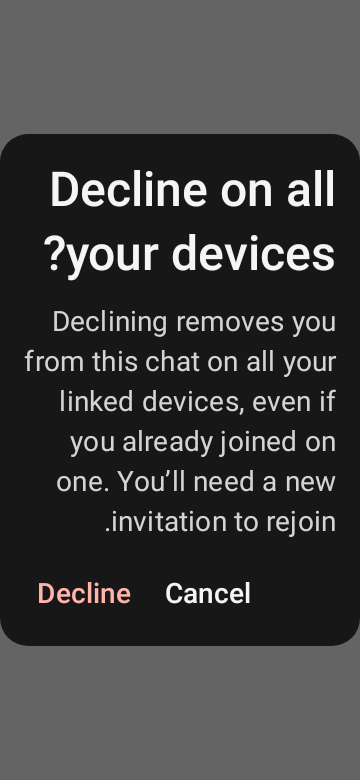 Decline on all
your devices?
Declining removes you
from this chat on all your
linked devices, even if
you already joined on
one. You’ll need a new
invitation to rejoin.
Cancel
Decline